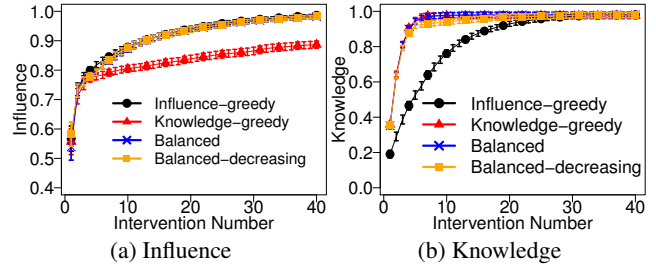 1.0
0.9
0.8
0.7
0.6
0.5
0.4
Influence
Influence-greedy
Knowledge-greedy
Balanced
Balanced-decreasing
0 10 20 30 40
Intervention Number
(a) Influence
1.0
0.8
0.6
0.4
0.2
0.0
Knowledge
Influence-greedy
Knowledge-greedy
Balanced
Balanced-decreasing
0 10 20 30 40
Intervention Number
(b) Knowledge